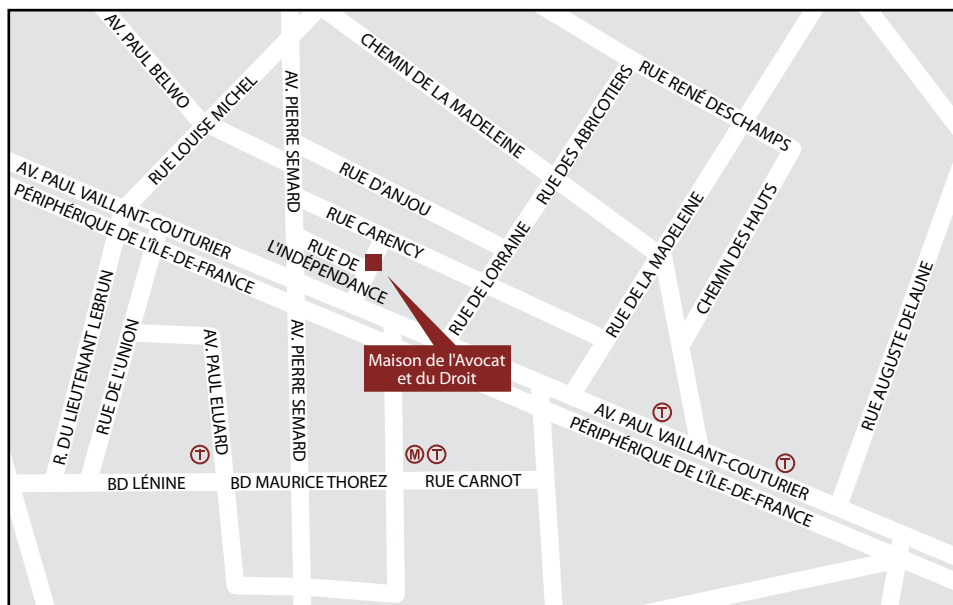 AV. PAUL BELWO
RUE LOUISE MICHEL
AV. PIERRE SEMARD
CHEMIN DE LA MADELEINE
RUE DES ABRICOTIERS
RUE RENÉ DESCHAMPS
AV. PAUL VAILLANT-COUTURIER
PÉRIPHÉRIQUE DE L'ÎLE-DE-FRANCE
RUE D'ANJOU
RUE CARENCY
RUE DE
L'INDÉPENDANCE
RUE DE LORRAINE
RUE DE LA MADELEINE
CHEMIN DES HAUTS
RUE AUGUSTE DELAUNE
R. DU LIEUTENANT LEBRUN
RUE DE L'UNION
AV. PAUL ELUARD
AV. PIERRE SEMARD
Maison de l'Avocat
et du Droit
T
AV. PAUL VAILLANT-COUTURIER
PÉRIPHÉRIQUE DE L'ÎLE-DE-FRANCE
T
T
M T
BD LÉNINE
BD MAURICE THOREZ
RUE CARNOT